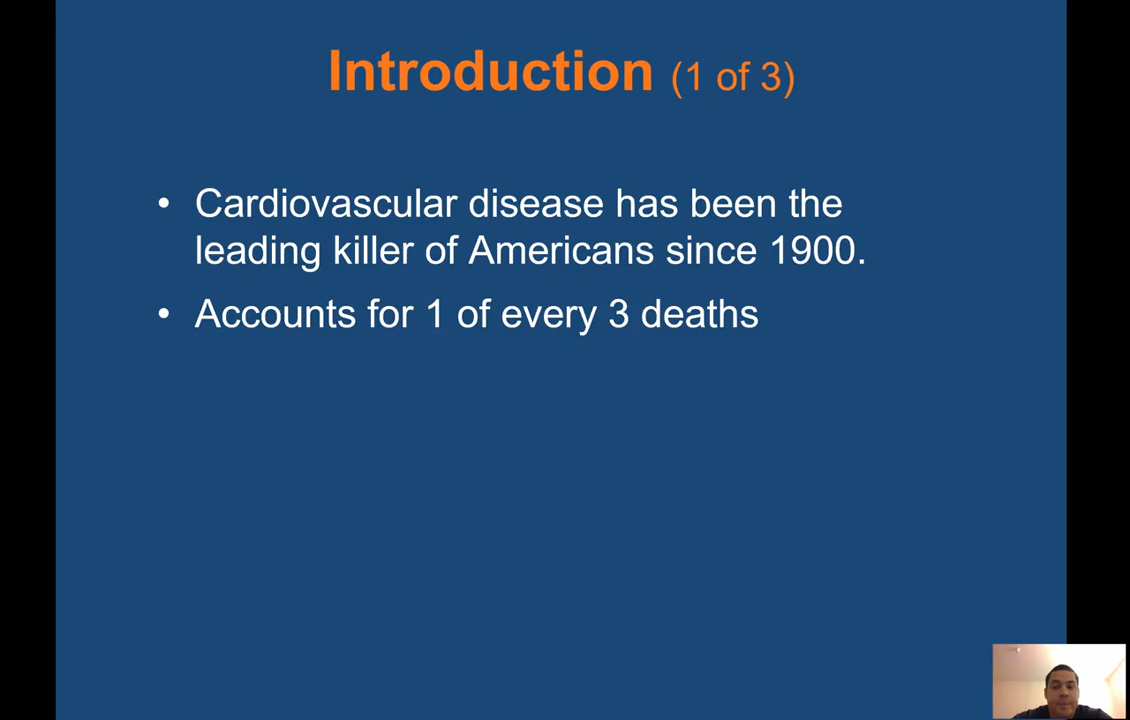 Introduction (1 of 3)
• Cardiovascular disease has been the
leading killer of Americans since 1900.
• Accounts for 1 of every 3 deaths